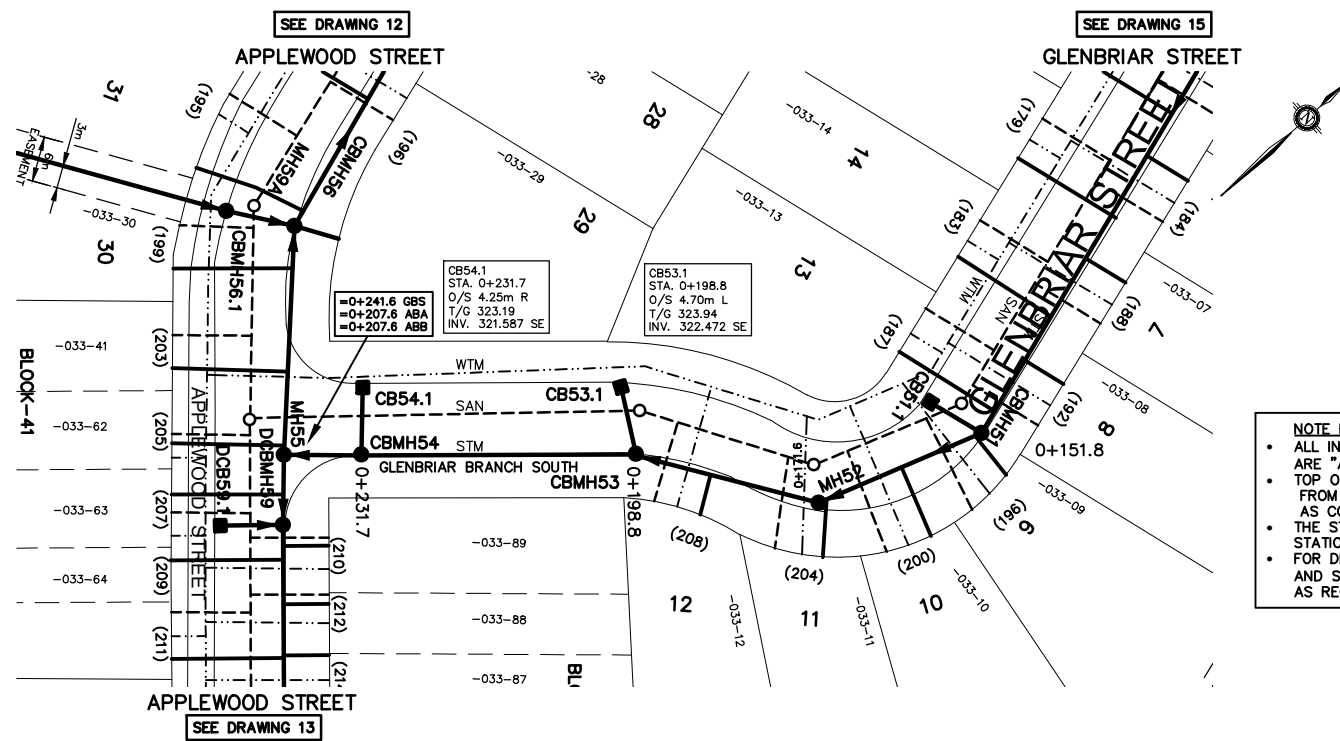 SEE DRAWING 12
APPLEWOOD STREET
SEE DRAWING 15
GLENBRIAR STREET
31
(195)
MH59A
CBMH56
(196)
-28
28
-033-29
29
-033-14
14
-033-13
13
(179)
(183)
(184)
GLENBRIAR STREET
WTM
SAN
(187)
(188)
-033-07
7
-033-08
8
(192)
N
3m
6m
EASEMENT
-033-30
30
(199)
CBMH56.1
CB54.1
STA. 0+231.7
O/S 4.25m R
T/G 323.19
INV. 321.587 SE
CB53.1
STA. 0+198.8
O/S 4.70m L
T/G 323.94
INV. 322.472 SE
=0+241.6 GBS
=0+207.6 ABA
=0+207.6 ABB
(203)
-033-41
BLOCK-41
-033-62
(205)
APPLEWOOD STREET
MH55
WTM
CB54.1
SAN
CB53.1
CBMH54
STM
GLENBRIAR BRANCH SOUTH
CBMH53
0+231.7
0+198.8
DCBMH59
DCB59.1
(207)
-033-63
(209)
-033-64
(211)
(210)
(212)
(214
-033-89
-033-88
-033-87
BLO
CB51.1
CBMH51
0+151.8
0+171.6
MH52
(208)
(204)
(200)
(196)
-033-09
9
-033-10
10
-033-11
11
-033-12
12
NOTE
ALL IN
ARE "A
TOP O
FROM
AS CO
THE ST
STATIO
FOR D
AND S
AS RE
APPLEWOOD STREET
SEE DRAWING 13